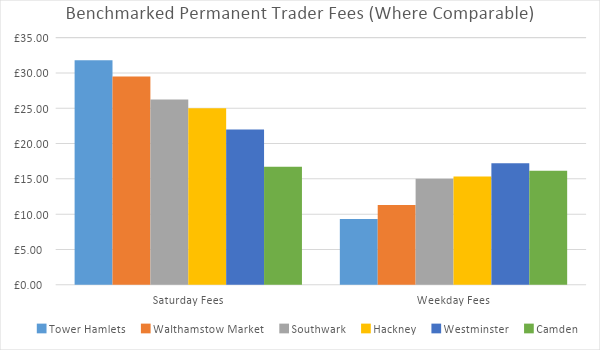 Benchmarked Permanent Trader Fees (Where Comparable)
£35.00
£30.00
£25.00
£20.00
£15.00
£10.00
£5.00
£0.00
Saturday Fees Weekday Fees
Tower Hamlets Walthamstow Market Southwark Hackney Westminster Camden